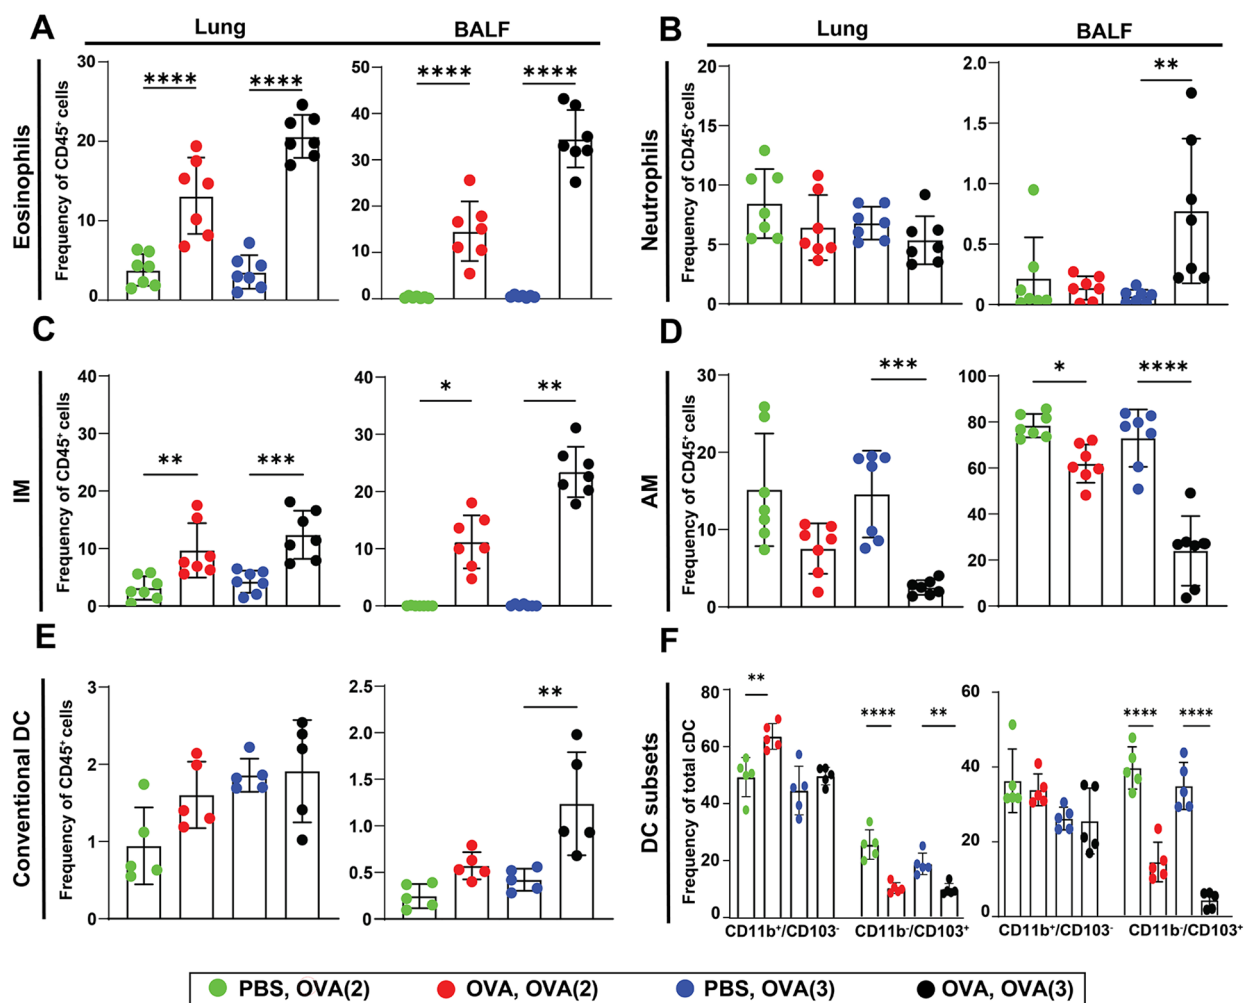 A
Lung
BALF
Eosinophils
Frequency of CD45⁺ cells
30
20
10
0
****
****
50
40
30
20
10
0
****
****
B
Lung
BALF
Neutrophils
Frequency of CD45⁺ cells
20
15
10
5
0
2.0
1.5
1.0
0.5
0.0
**
C
IM
Frequency of CD45⁺ cells
40
30
20
10
0
**
***
40
30
20
10
0
*
**
D
AM
Frequency of CD45⁺ cells
30
20
10
0
***
100
80
60
40
20
0
*
****
E
Conventional DC
Frequency of CD45⁺ cells
3
2
1
0
2.5
2.0
1.5
1.0
0.5
0.0
**
F
DC subsets
Frequency of total cDC
80
60
40
20
0
**
****
**
CD11b⁺/CD103⁻
CD11b⁻/CD103⁺
60
40
20
0
****
****
CD11b⁺/CD103⁻
CD11b⁻/CD103⁺
PBS, OVA(2)
OVA, OVA(2)
PBS, OVA(3)
OVA, OVA(3)